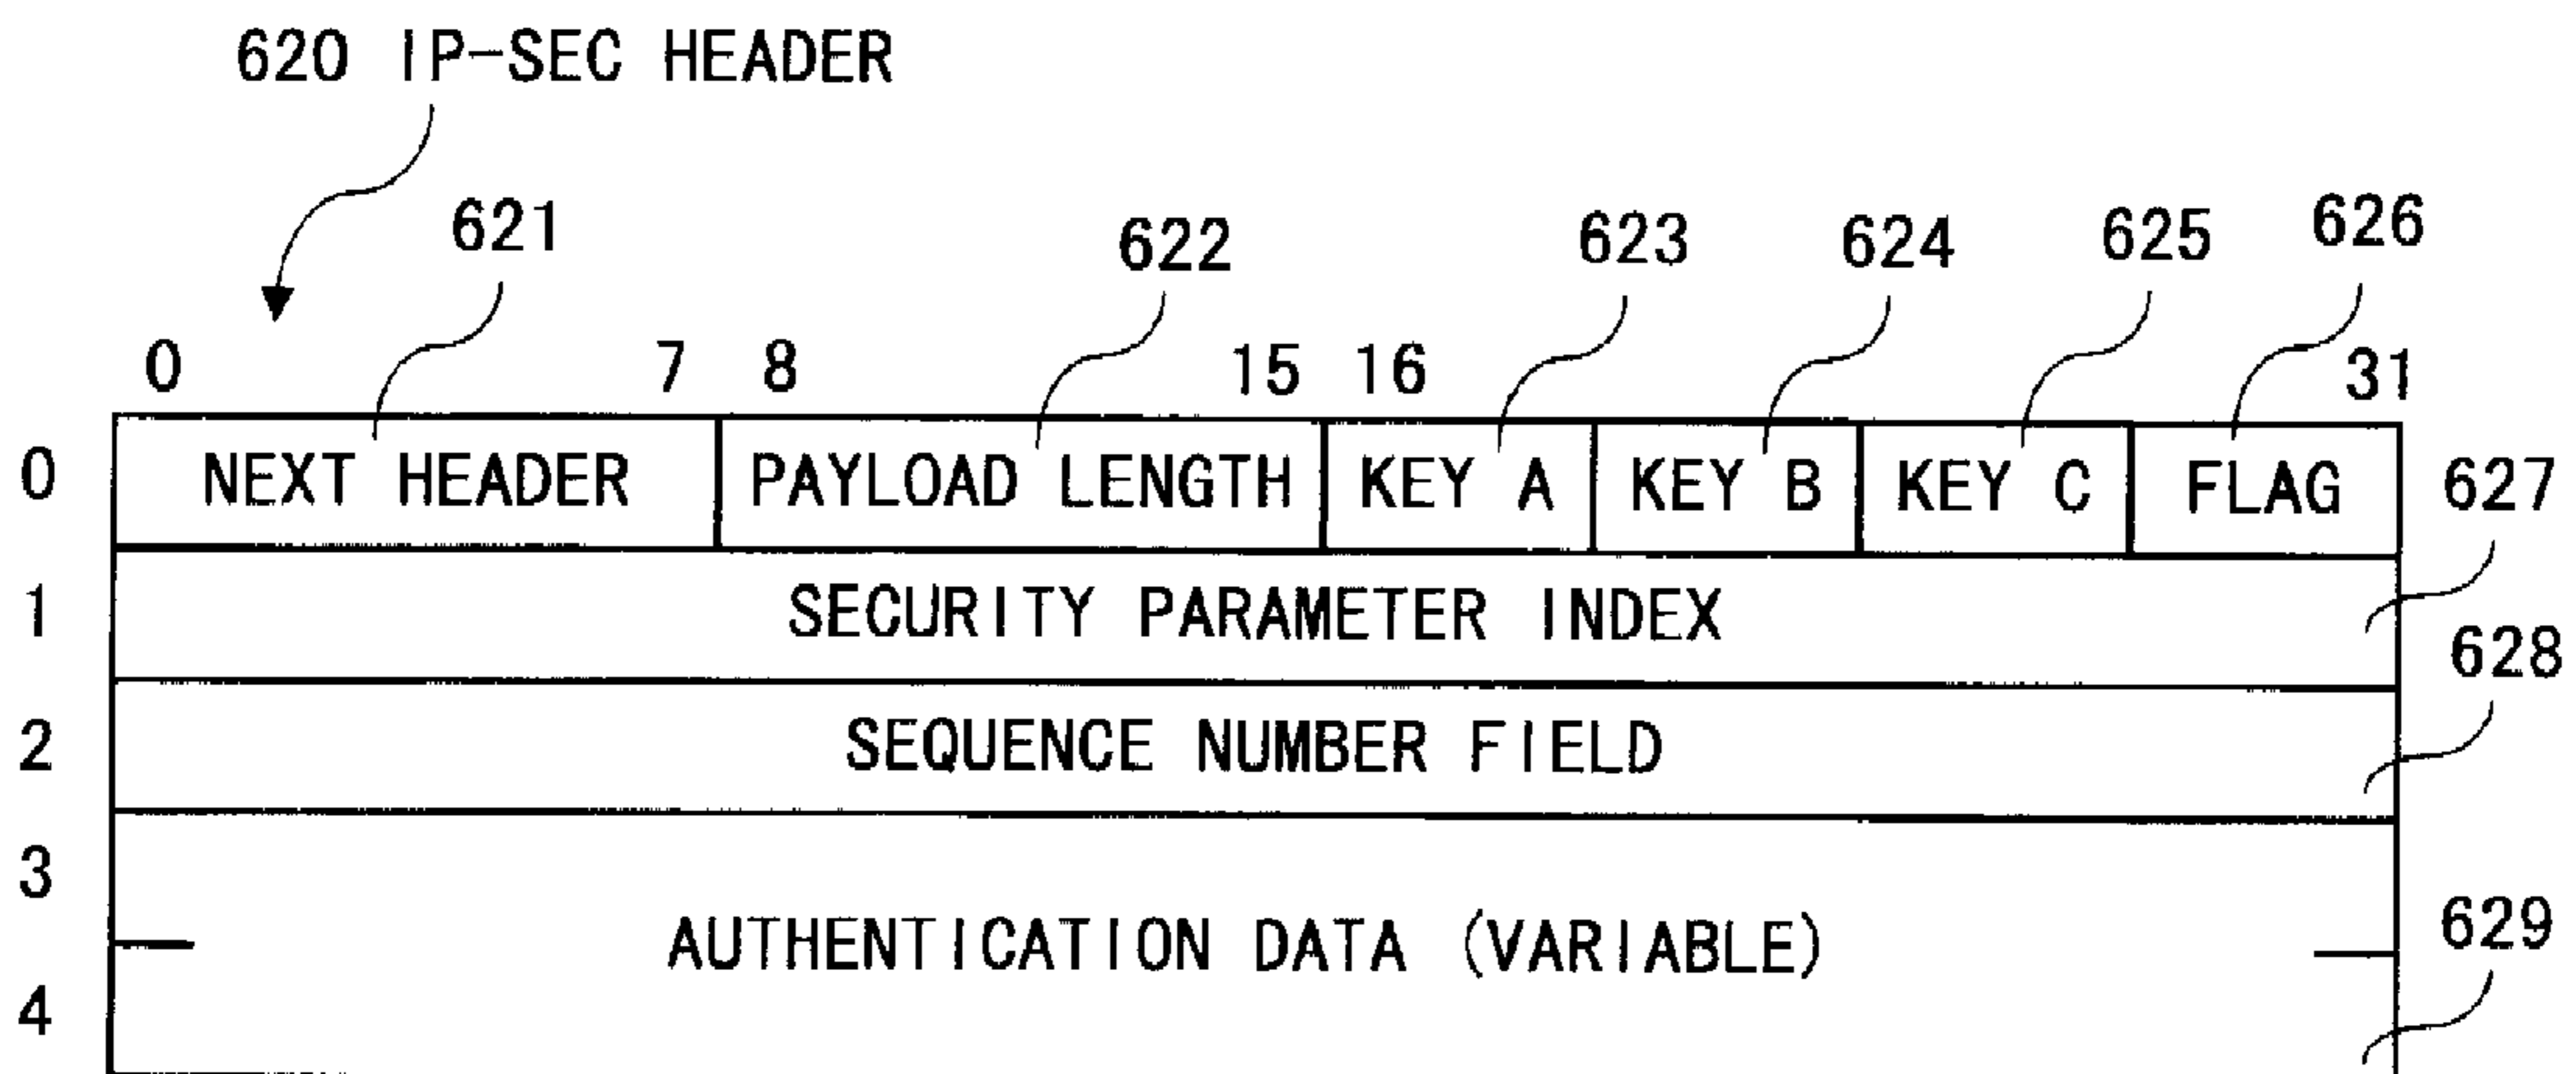 620 IP-SEC HEADER
621 622 623 624 625 626
0 7 8 15 16 31
0 NEXT HEADER PAYLOAD LENGTH KEY A KEY B KEY C FLAG 627
1 SECURITY PARAMETER INDEX
628
2 SEQUENCE NUMBER FIELD
3
AUTHENTICATION DATA (VARIABLE) 629
4